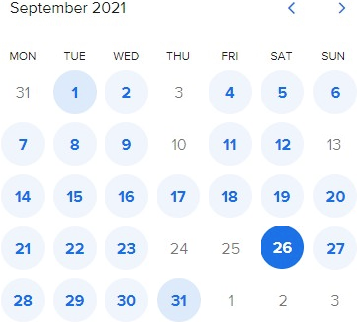 September 2021
MON TUE WED THU FRI SAT SUN
31 1 2 3 4 5 6
7 8 9 10 11 12 13
14 15 16 17 18 19 20
21 22 23 24 25 26 27
28 29 30 31 1 2 3